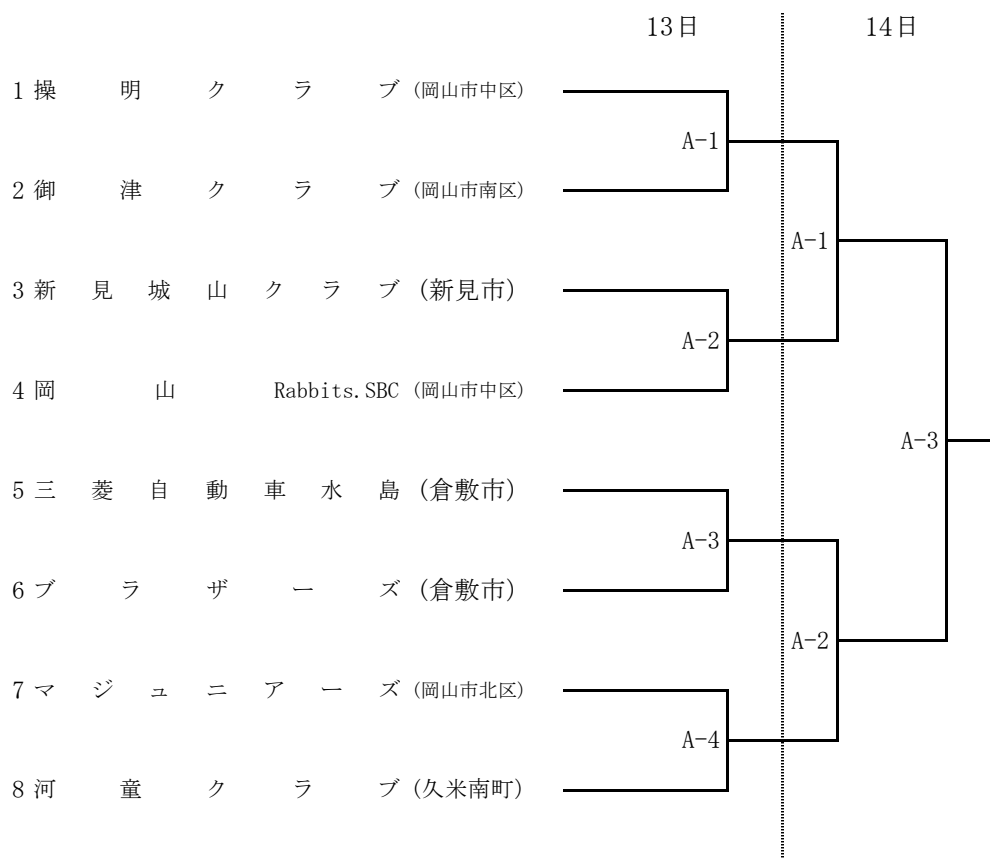 13日 14日
1 操明クラブ (岡山市中区)
A-1
2 御津クラブ (岡山市南区)
A-1
3 新見城山クラブ (新見市)
A-2
4 岡山 Rabbits.SBC (岡山市中区)
A-3
5 三菱自動車水島 (倉敷市)
A-3
6 ブラザーズ (倉敷市)
A-2
7 マジュニアーズ (岡山市北区)
A-4
8 河童クラブ (久米南町)